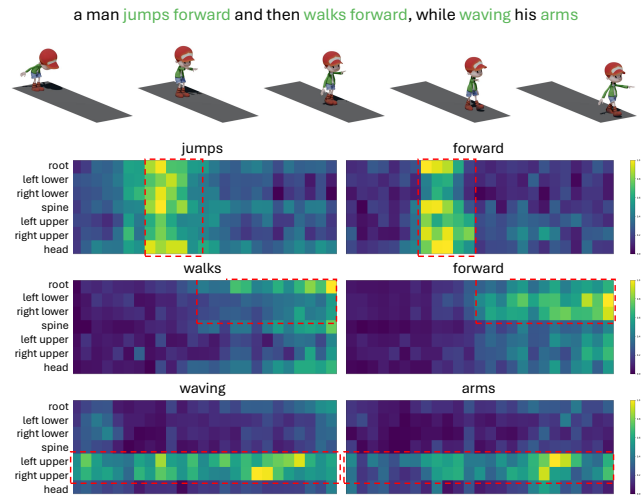 a man jumps forward and then walks forward, while waving his arms
jumps forward
root
left lower
right lower
spine
left upper
right upper
head
walks forward
root
left lower
right lower
spine
left upper
right upper
head
waving arms
root
left lower
right lower
spine
left upper
right upper
head